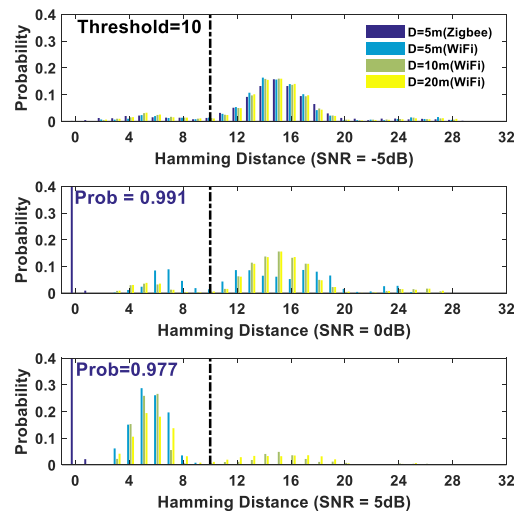 Threshold=10
D=5m(Zigbee)
D=5m(WiFi)
D=10m(WiFi)
D=20m(WiFi)
Probability
0.4
0.3
0.2
0.1
0
0 4 8 12 16 20 24 28 32
Hamming Distance (SNR = -5dB)
Prob = 0.991
Probability
0.4
0.2
0.1
0
0 4 8 12 16 20 24 28 32
Hamming Distance (SNR = 0dB)
Prob=0.977
Probability
0.4
0.3
0.2
0.1
0
0 4 8 12 16 20 24 28 32
Hamming Distance (SNR = 5dB)